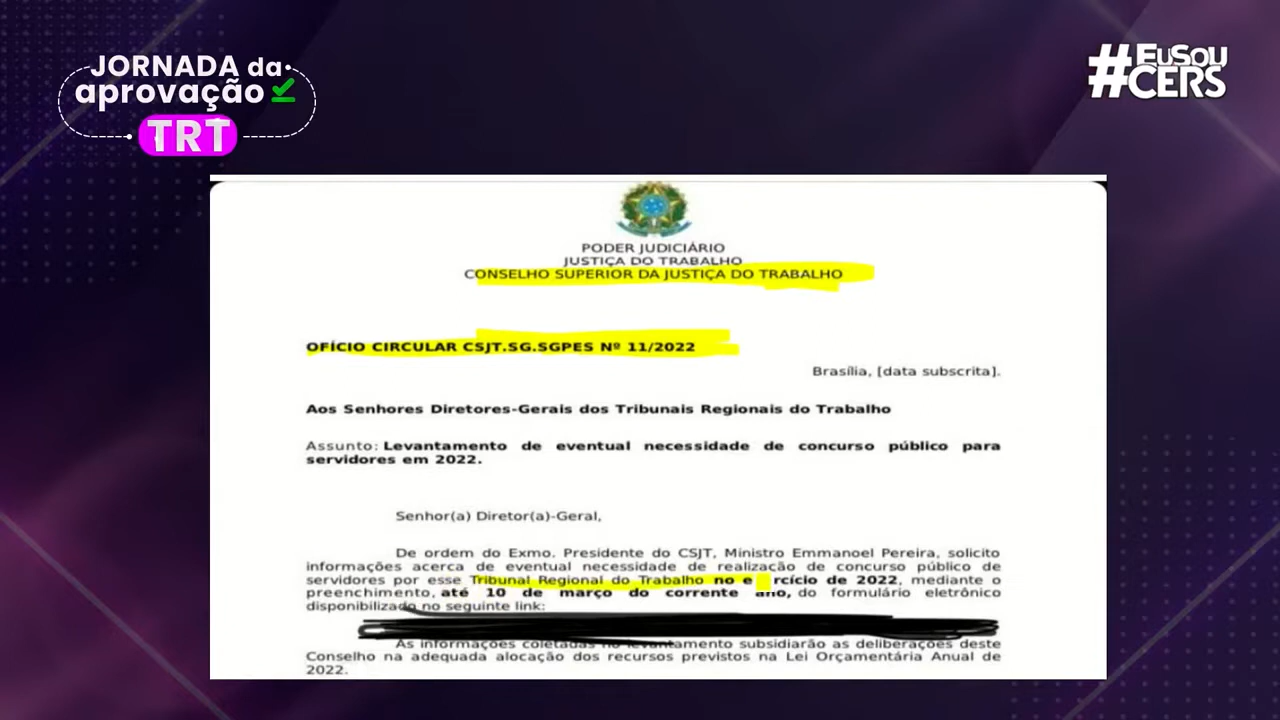 JORNADA da
aprovação
TRT
#EuSou
CERS
PODER JUDICIÁRIO
JUSTIÇA DO TRABALHO
CONSELHO SUPERIOR DA JUSTIÇA DO TRABALHO
OFÍCIO CIRCULAR CSJT.SG.SGPES Nº 11/2022
Brasília, [data subscrita].
Aos Senhores Diretores-Gerais dos Tribunais Regionais do Trabalho
Assunto: Levantamento de eventual necessidade de concurso público para
servidores em 2022.
Senhor(a) Diretor(a)-Geral,
De ordem do Exmo. Presidente do CSJT, Ministro Emmanoel Pereira, solicito
informações acerca de eventual necessidade de realização de concurso público de
servidores por esse Tribunal Regional do Trabalho no e rcício de 2022, mediante o
preenchimento, até 10 de março do corrente ano, do formulário eletrônico
disponibilizado no seguinte link:
As informações coletadas no levantamento subsidiarão as deliberações deste
Conselho na adequada alocação dos recursos previstos na Lei Orçamentária Anual de
2022.